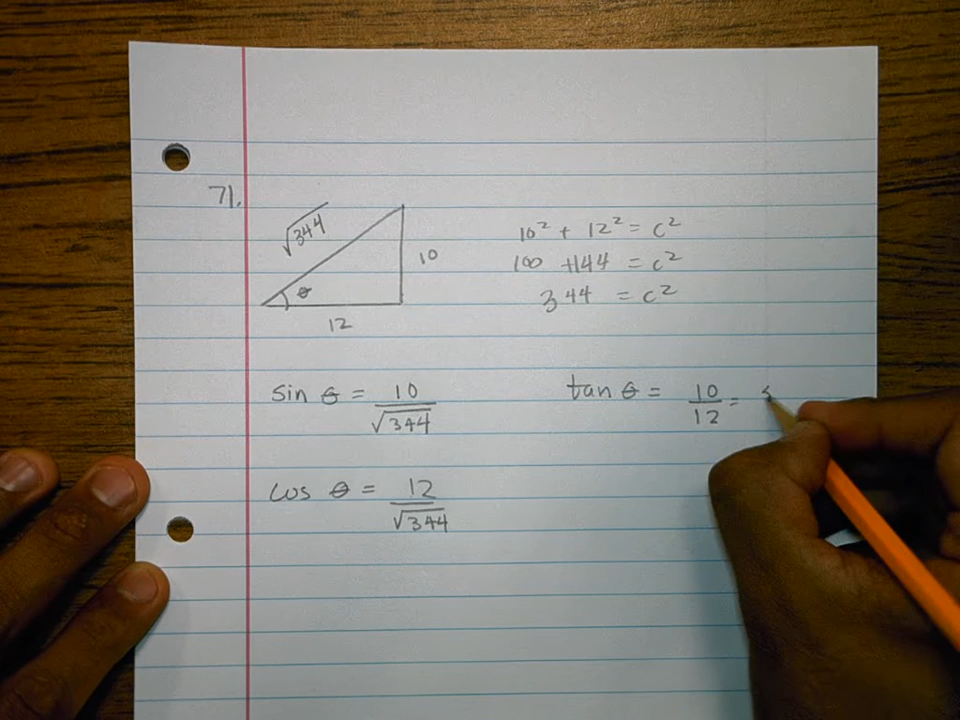 71.
√344
θ
10
12
10² + 12² = c²
100 + 144 = c²
344 = c²
sin θ = 10/√344
tan θ = 10/12 =
cos θ = 12/√344